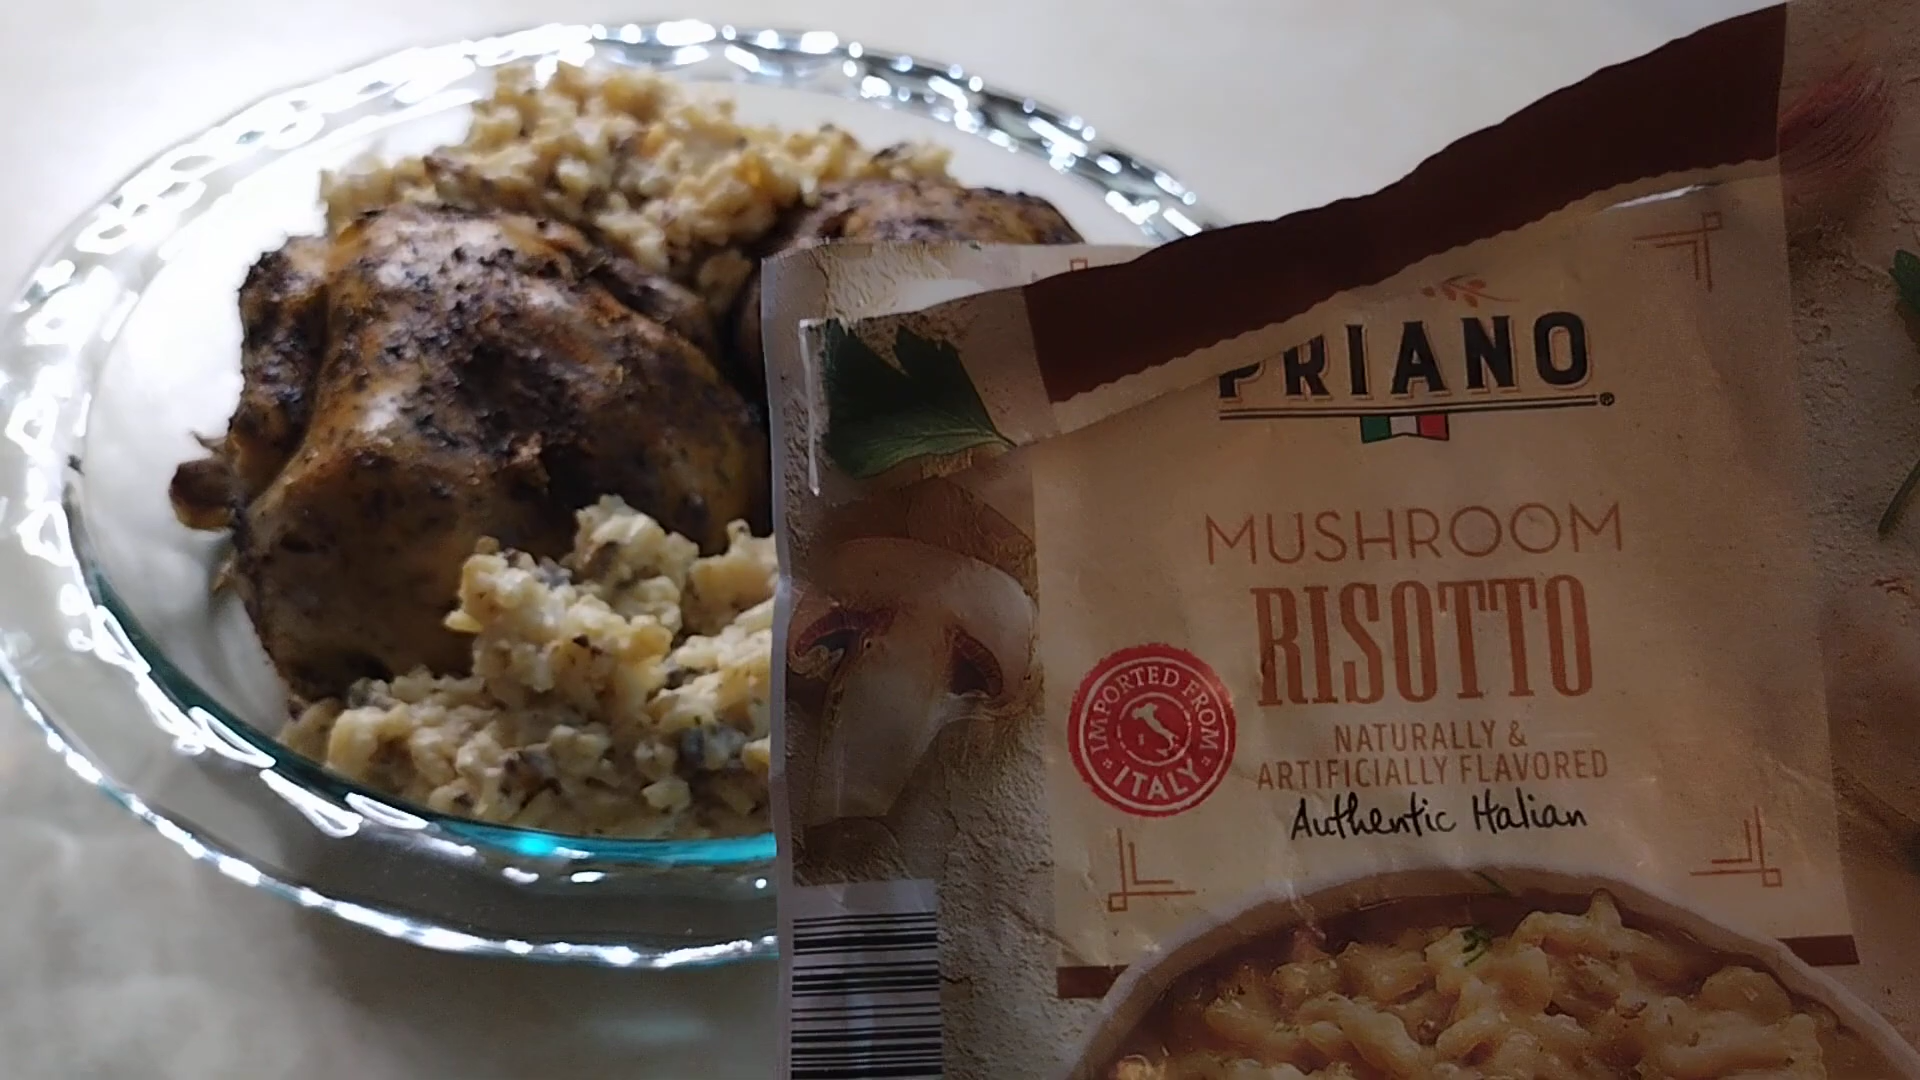 PRIANO®
MUSHROOM
RISOTTO
IMPORTED FROM
ITALY
NATURALLY &
ARTIFICIALLY FLAVORED
Authentic Italian